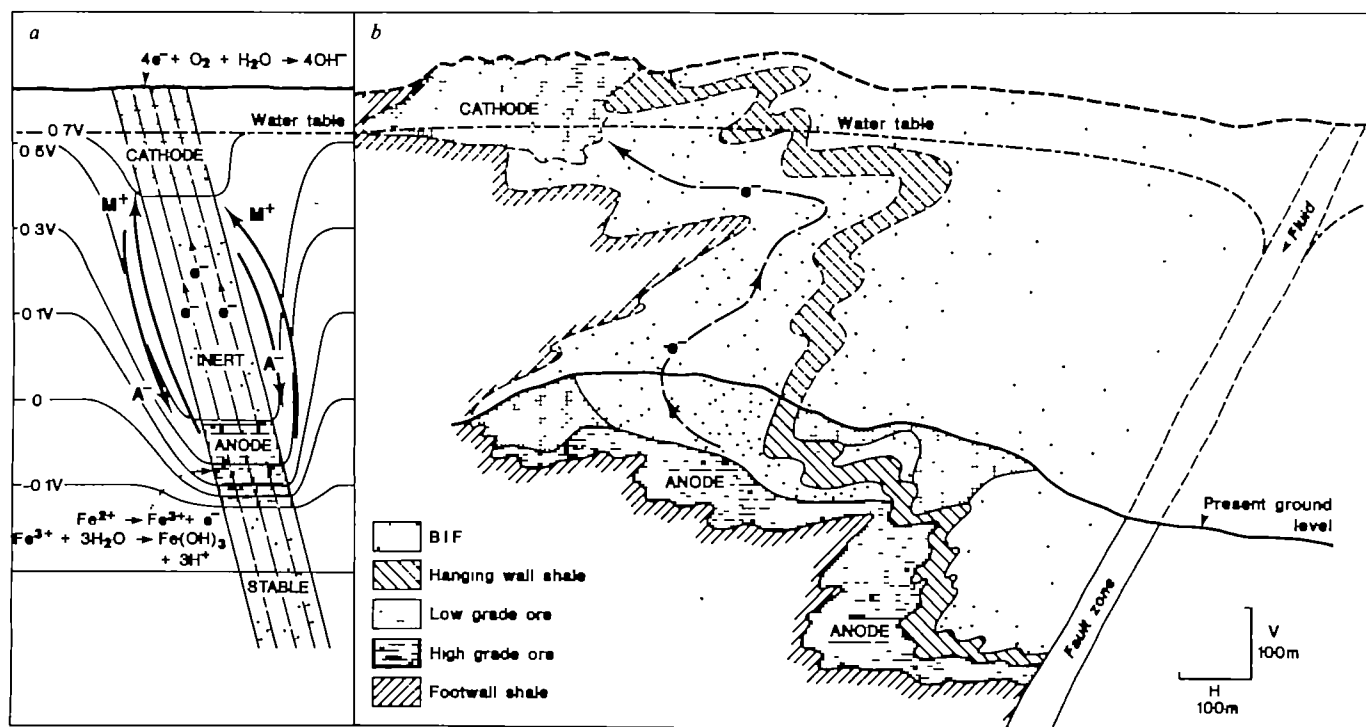 a
4e⁻ + O₂ + H₂O → 4OH⁻
Water table
0.7V
0.5V
CATHODE
M⁺
M⁺
0.3V
e⁻
0.1V
e⁻
e⁻
INERT
A⁻
A⁻
0
ANODE
-0.1V
Fe²⁺ → Fe³⁺ + e⁻
Fe³⁺ + 3H₂O → Fe(OH)₃
+ 3H⁺
STABLE
b
CATHODE
Water table
e⁻
Fluid
e⁻
ANODE
Present ground
level
BIF
Hanging wall shale
Low grade ore
High grade ore
Footwall shale
ANODE
Fault zone
V
100m
H
100m